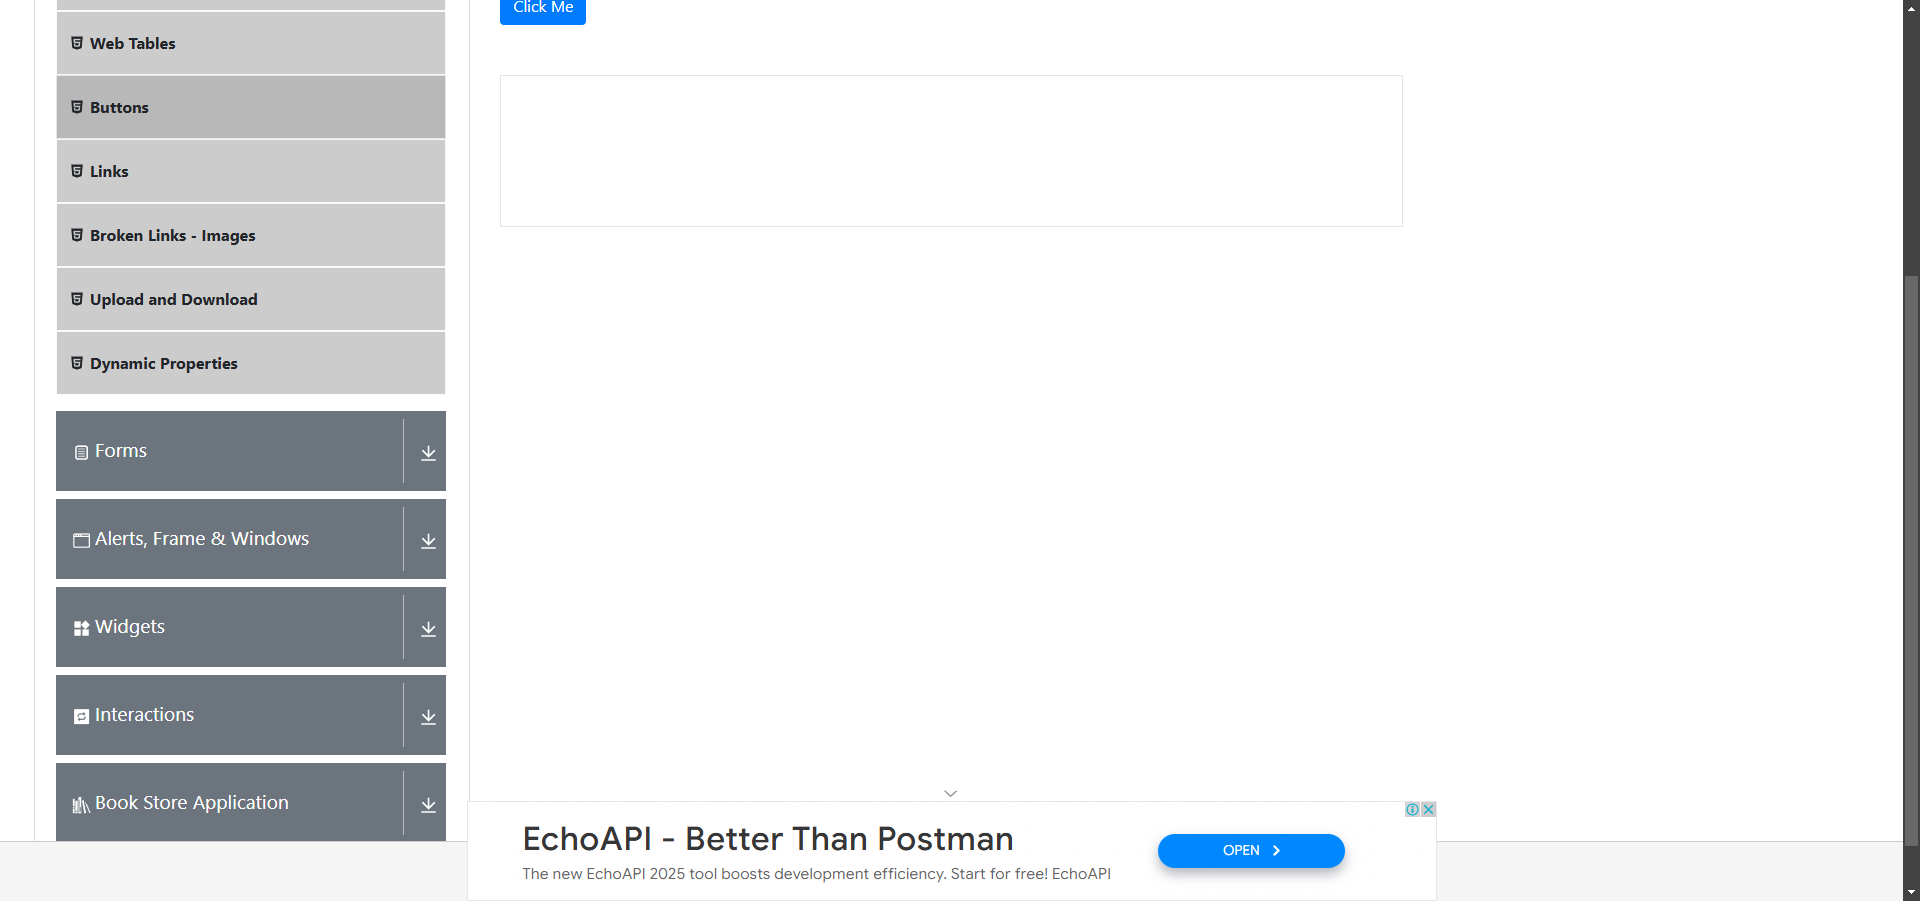 Click Me
Web Tables
Buttons
Links
Broken Links - Images
Upload and Download
Dynamic Properties
Forms
Alerts, Frame & Windows
Widgets
Interactions
Book Store Application
EchoAPI - Better Than Postman
The new EchoAPI 2025 tool boosts development efficiency. Start for free! EchoAPI
OPEN